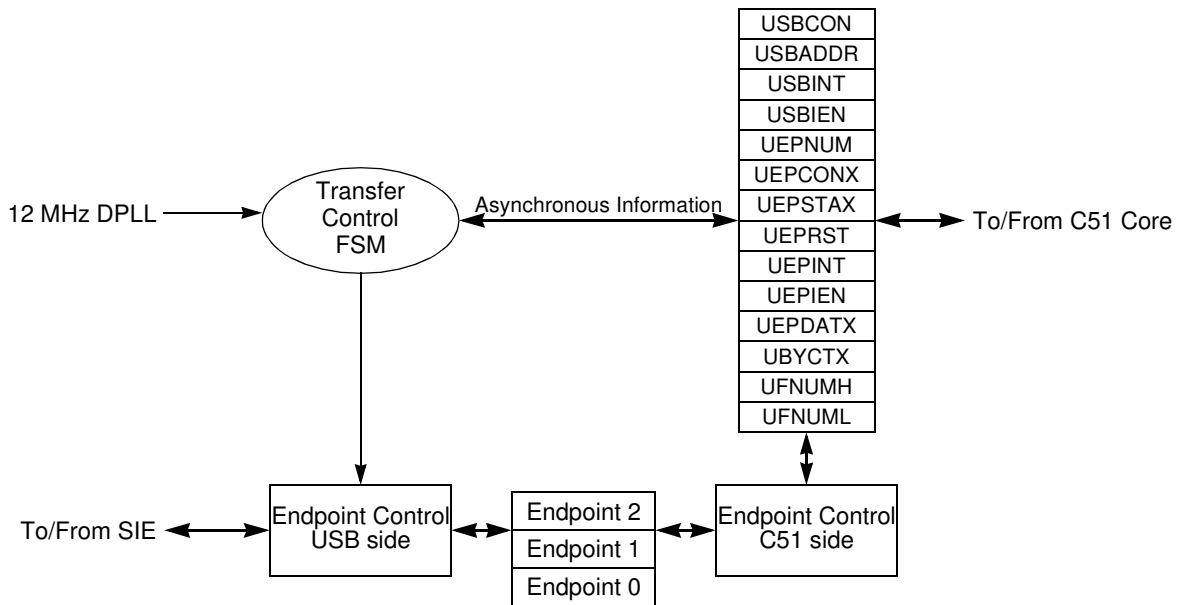 USBCON
USBADDR
USBINT
USBIEN
UEPNUM
UEPCONX
UEPSTAX
UEPRST
UEPINT
UEPIEN
UEPDATX
UBYCTX
UFNUMH
UFNUML
12 MHz DPLL
Transfer
Control
FSM
Asynchronous Information
To/From C51 Core
To/From SIE
Endpoint Control
USB side
Endpoint 2
Endpoint 1
Endpoint 0
Endpoint Control
C51 side